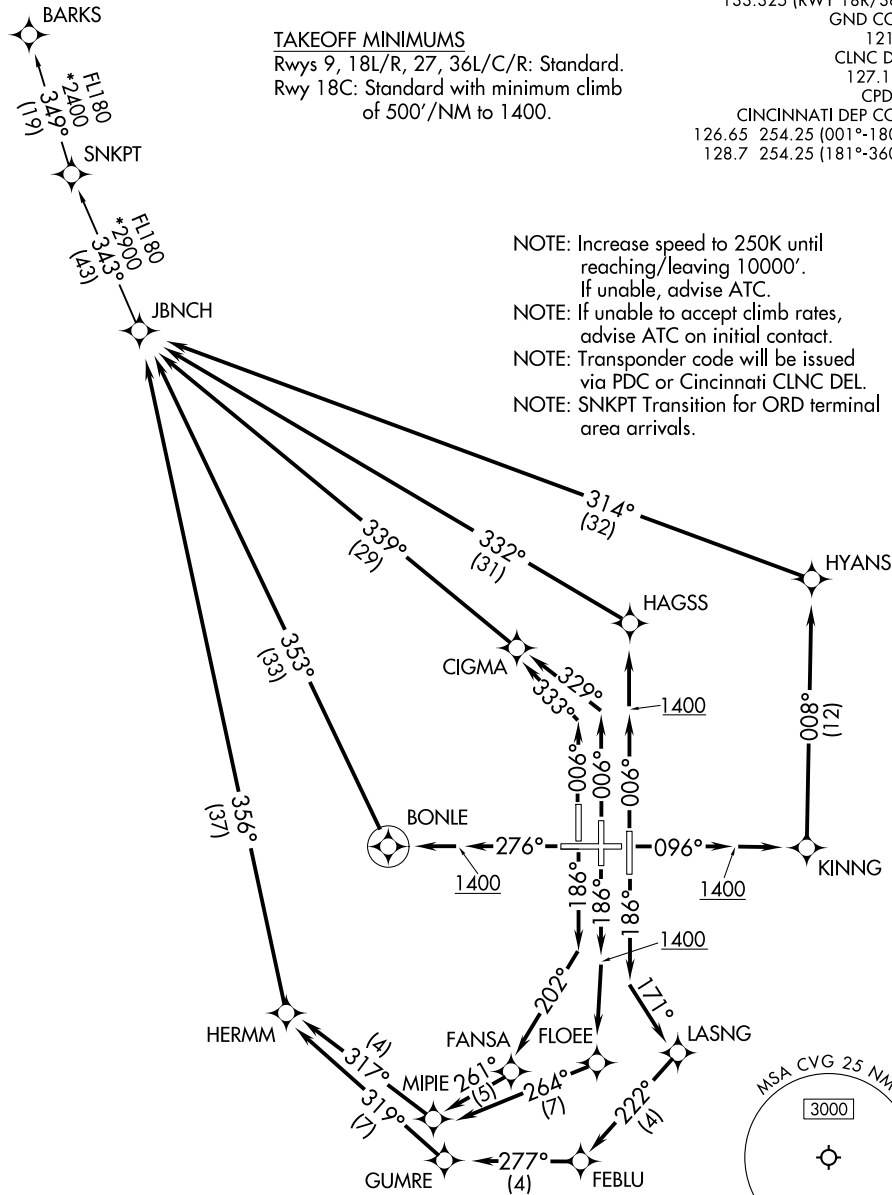 BARKS
TAKEOFF MINIMUMS
Rwys 9, 18L/R, 27, 36L/C/R: Standard.
Rwy 18C: Standard with minimum climb
of 500'/NM to 1400.
GND CO
121
CLNC D
127.1
CPD
CINCINNATI DEP CO
126.65 254.25 (001°-180
128.7 254.25 (181°-360
FL180
*2400
349°
(19)
SNKPT
FL180
*2900
343°
(43)
NOTE: Increase speed to 250K until
reaching/leaving 10000'.
If unable, advise ATC.
NOTE: If unable to accept climb rates,
advise ATC on initial contact.
NOTE: Transponder code will be issued
via PDC or Cincinnati CLNC DEL.
NOTE: SNKPT Transition for ORD terminal
area arrivals.
JBNCH
314°
(32)
339°
(29)
332°
(31)
HYANS
HAGSS
CIGMA
353°
(33)
329°
333°
1400
008°
(12)
006°
006°
006°
356°
(37)
BONLE
276°
1400
096°
1400
KINNG
186°
186°
186°
1400
202°
171°
HERMM
FANSA
FLOEE
LASNG
(4)
317°
MIPIE
261°
(5)
264°
(7)
222°
(4)
319°
(7)
GUMRE
277°
(4)
FEBLU
MSA CVG 25 NM
3000